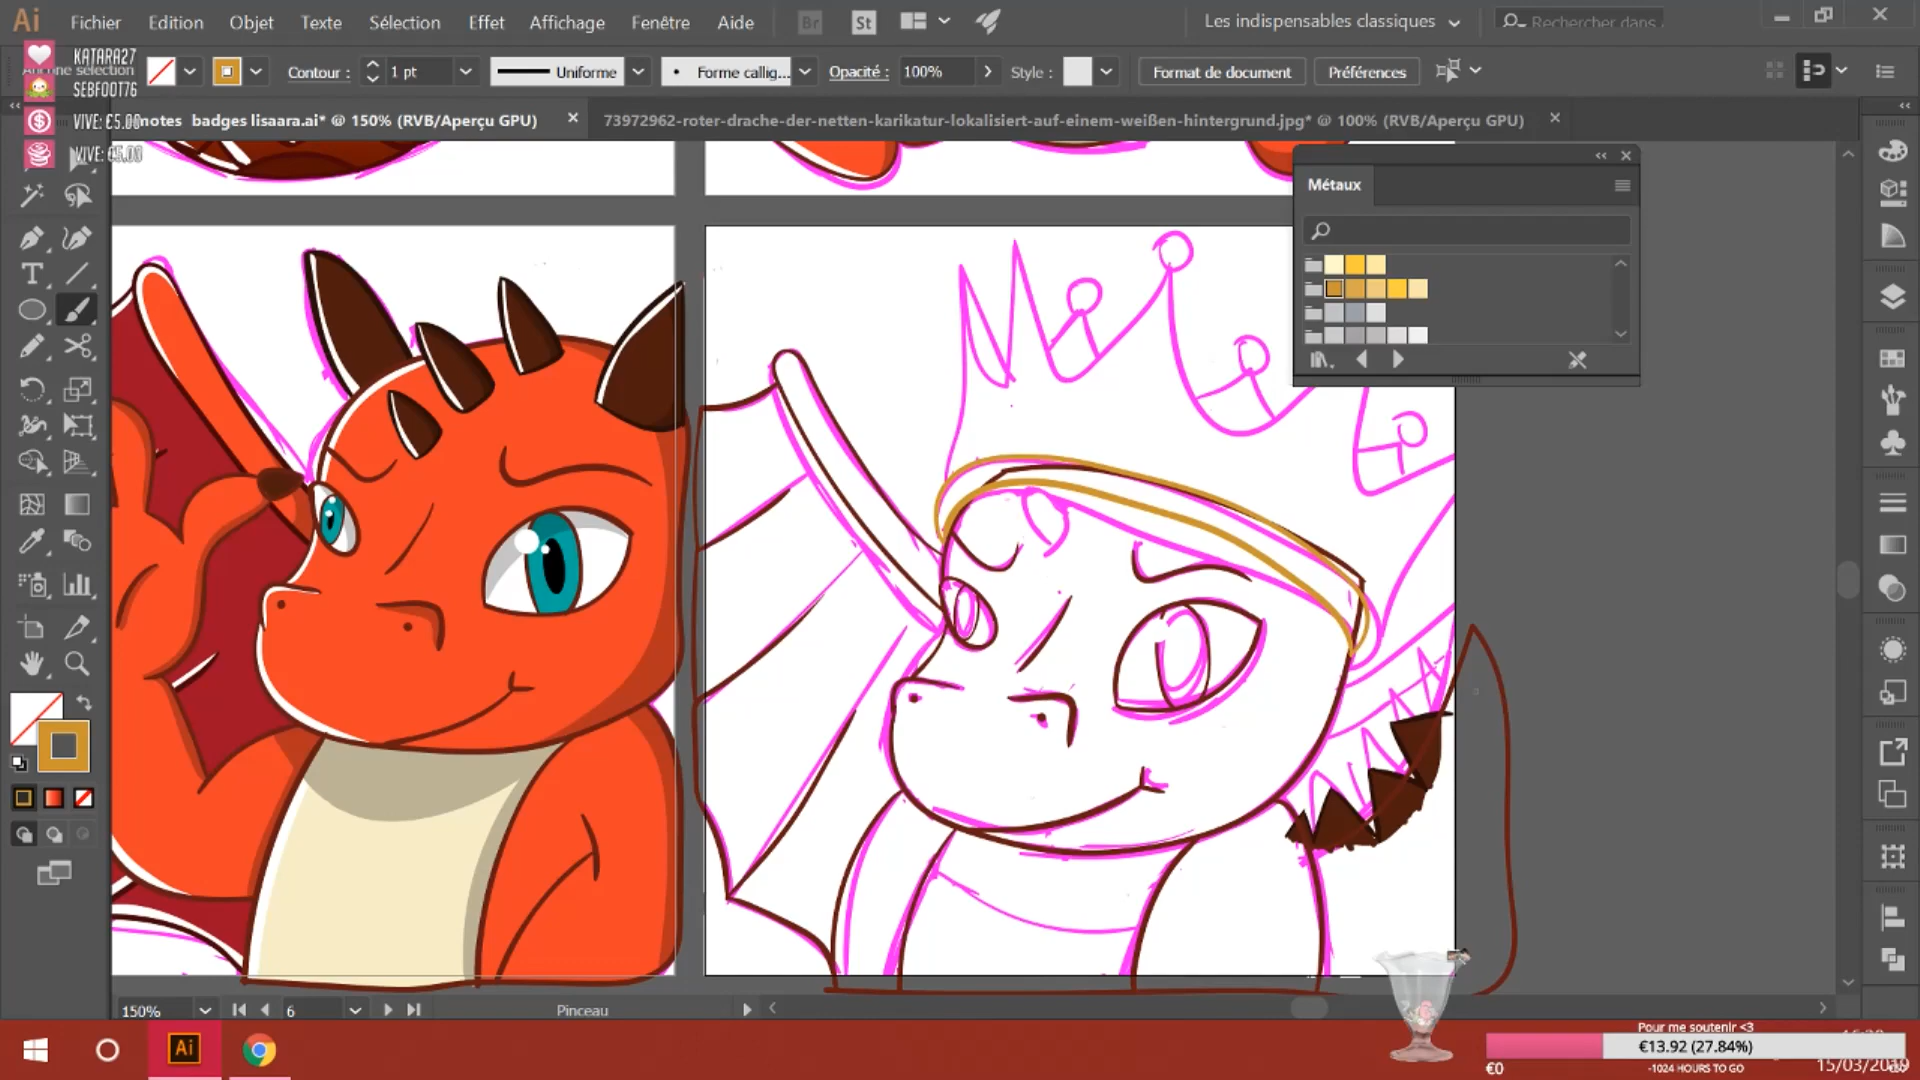 Ai Fichier Edition Objet Texte Sélection Effet Affichage Fenêtre Aide Br St Les indispensables classiques Rechercher dans
KATARA27
Aucune sélection Contour : 1 pt Uniforme Forme callig... Opacité : 100% Style : Format de document Préférences
SEBFOOT76
VIVE: €5.00 motes badges lisaara.ai* @ 150% (RVB/Aperçu GPU) 73972962-roter-drache-der-netten-karikatur-lokalisiert-auf-einem-weißen-hintergrund.jpg* @ 100% (RVB/Aperçu GPU)
VIVE: €5.00
Métaux
150% 6 Pinceau
Ai
Pour me soutenir <3
€13.92 (27.84%)
€0 -1024 HOURS TO GO
15/03/2019